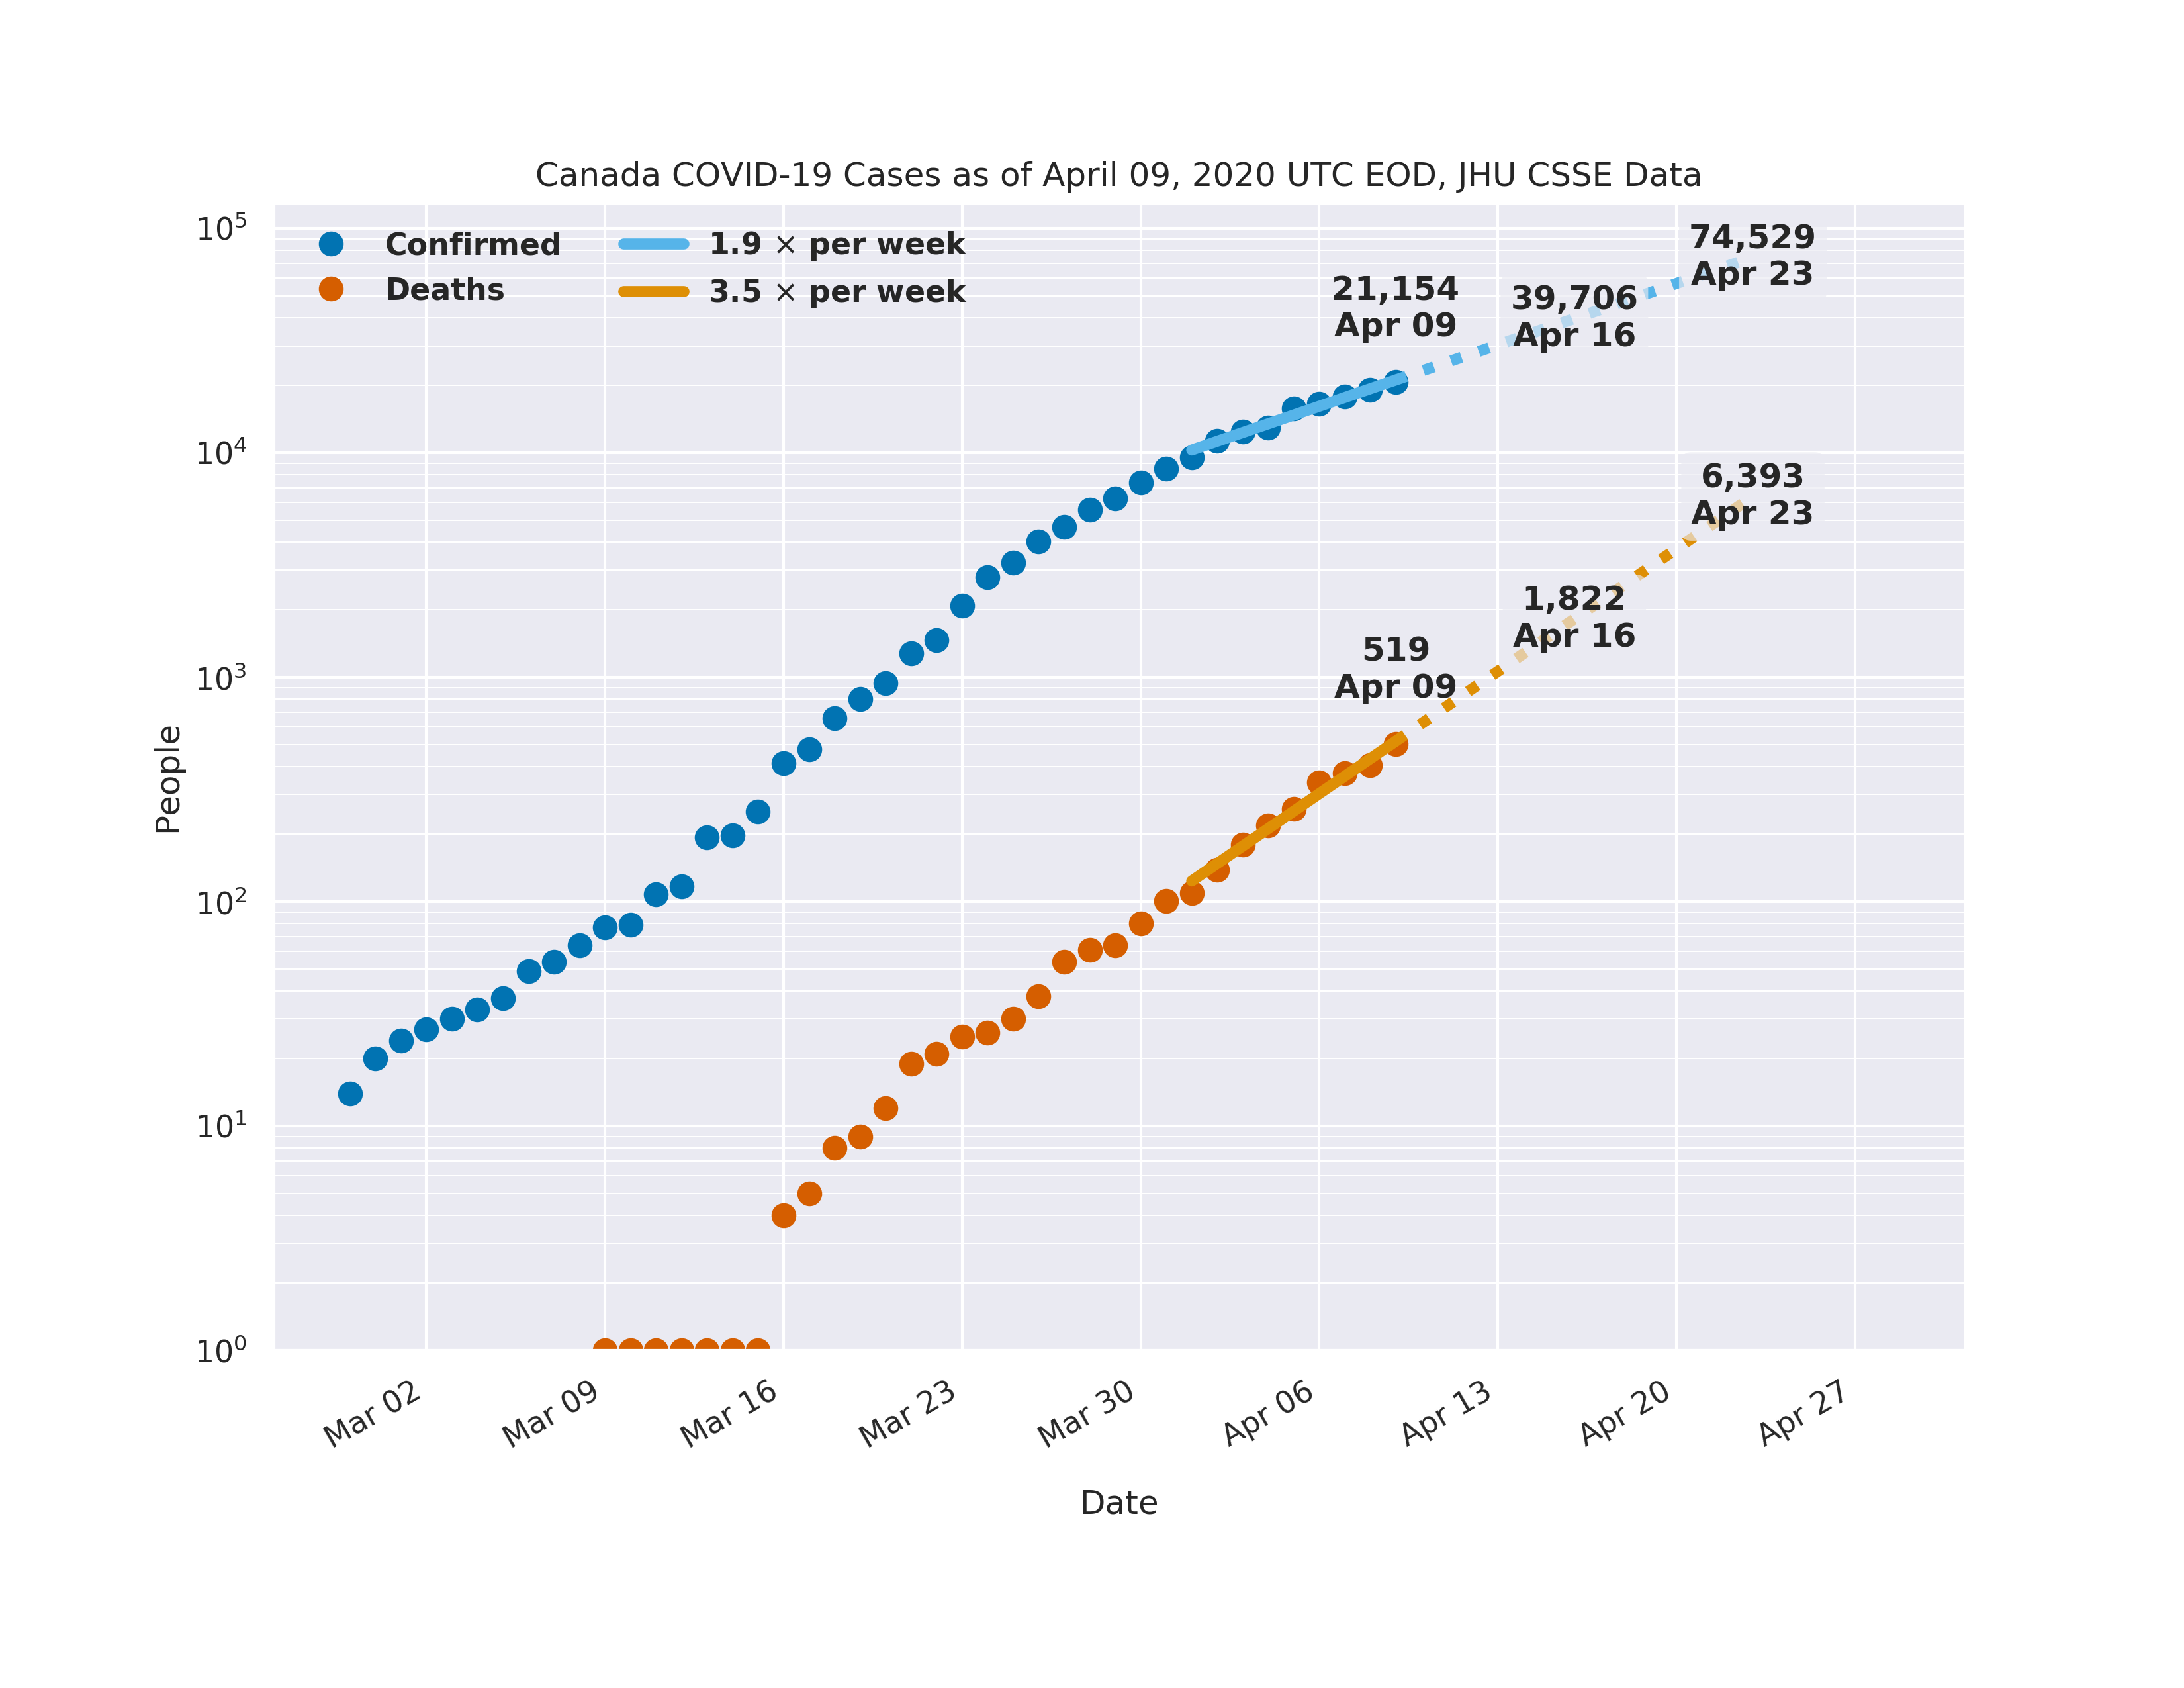 Canada COVID-19 Cases as of April 09, 2020 UTC EOD, JHU CSSE Data
10⁵
10⁴
10³
10²
10¹
10⁰
People
Confirmed
Deaths
1.9 × per week
3.5 × per week
21,154
Apr 09
39,706
Apr 16
74,529
Apr 23
519
Apr 09
1,822
Apr 16
6,393
Apr 23
Mar 02
Mar 09
Mar 16
Mar 23
Mar 30
Apr 06
Apr 13
Apr 20
Apr 27
Date